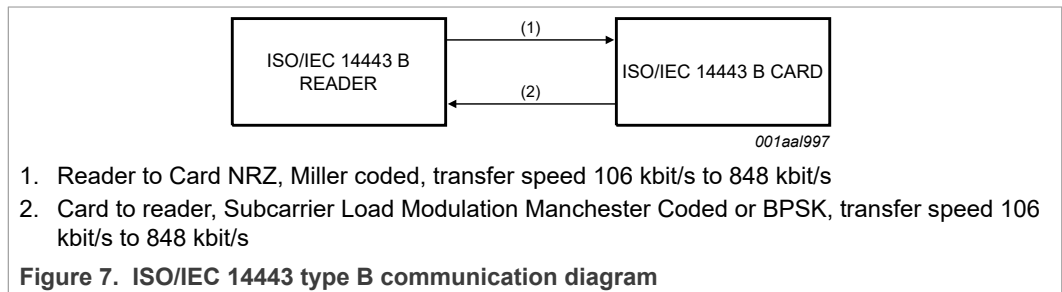 (1)
ISO/IEC 14443 B
READER
ISO/IEC 14443 B CARD
(2)
001aal997
1. Reader to Card NRZ, Miller coded, transfer speed 106 kbit/s to 848 kbit/s
2. Card to reader, Subcarrier Load Modulation Manchester Coded or BPSK, transfer speed 106
kbit/s to 848 kbit/s
Figure 7. ISO/IEC 14443 type B communication diagram